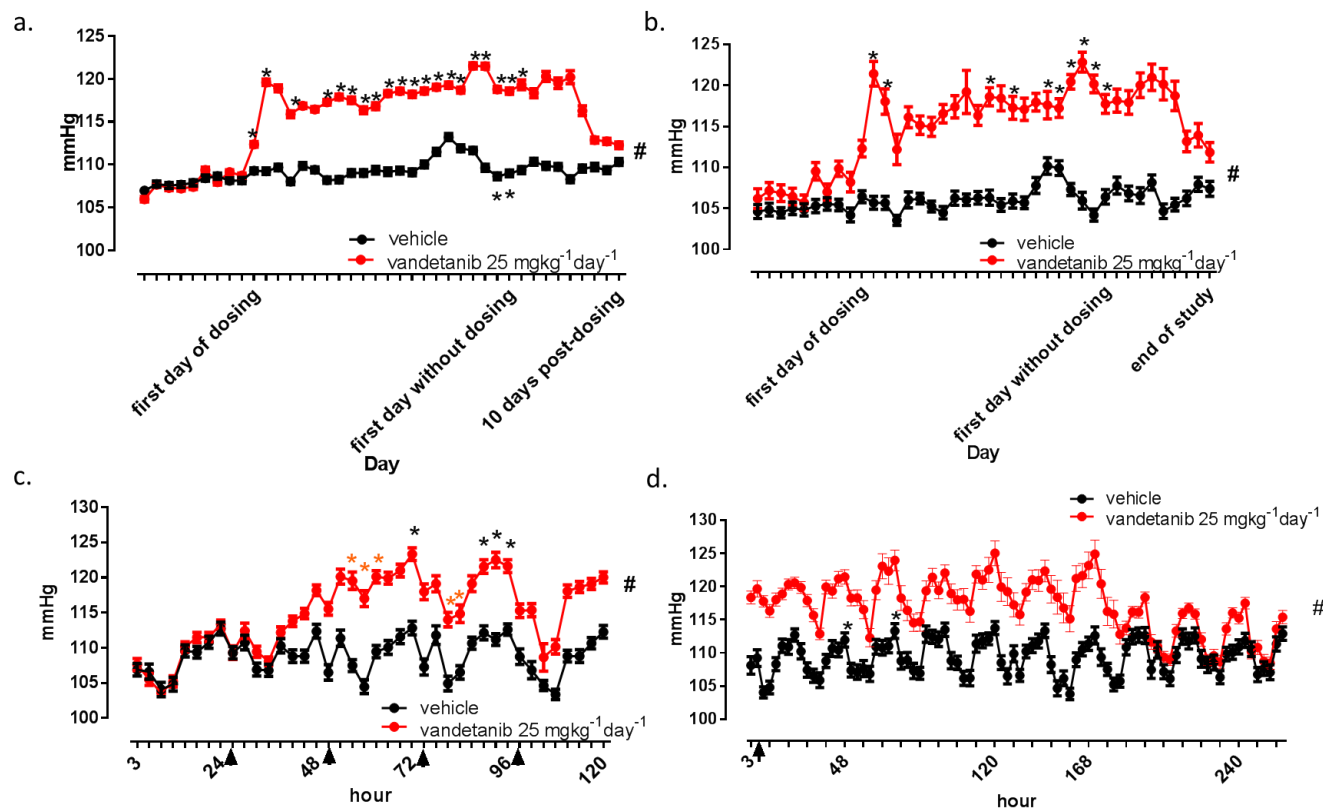 a.
mmHg
125
120
115
110
105
100
* * * * * * * * * * * * * * * * * * * *
* *
#
vehicle
vandetanib 25 mgkg⁻¹day⁻¹
first day of dosing
first day without dosing
10 days post-dosing
Day
b.
mmHg
125
120
115
110
105
100
* * * * * * * * * *
#
vehicle
vandetanib 25 mgkg⁻¹day⁻¹
first day of dosing
first day without dosing
end of study
Day
c.
mmHg
130
125
120
115
110
105
100
* * * * * * * * *
#
vehicle
vandetanib 25 mgkg⁻¹day⁻¹
3 24 48 72 96 120
hour
d.
vehicle
vandetanib 25 mgkg⁻¹day⁻¹
mmHg
130
125
120
115
110
105
100
* *
#
3 48 120 168 240
hour